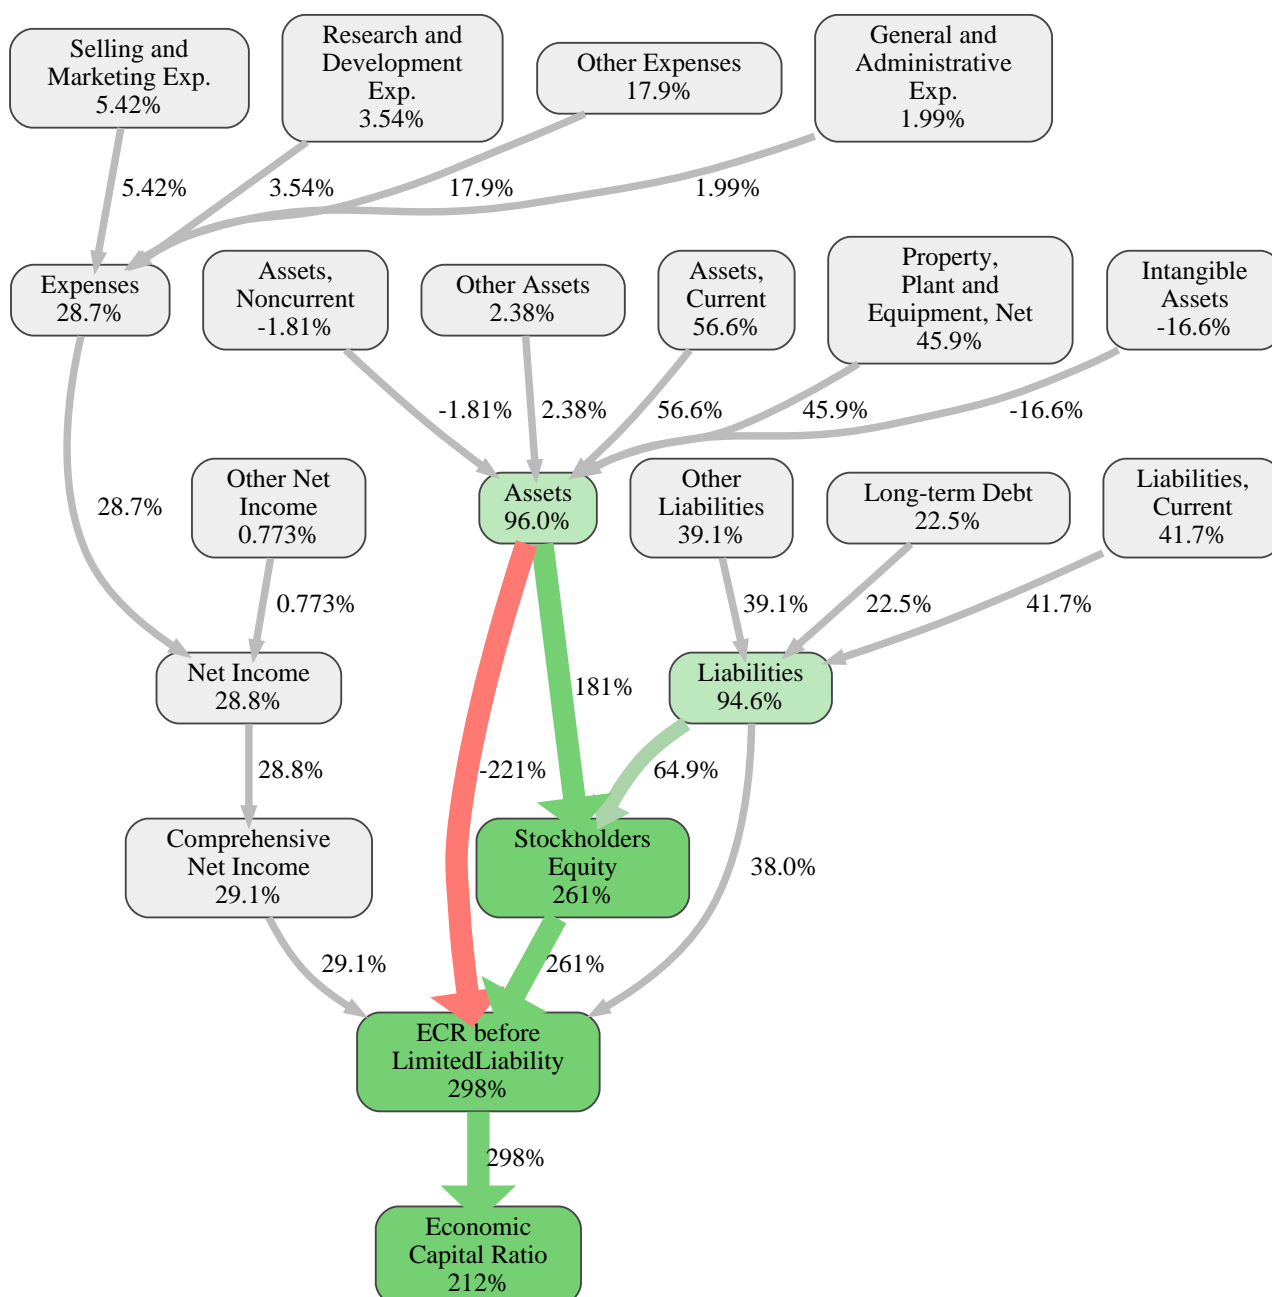 Selling and
Marketing Exp.
5.42%
Research and
Development
Exp.
3.54%
Other Expenses
17.9%
General and
Administrative
Exp.
1.99%
5.42%
3.54%
17.9%
1.99%
Expenses
28.7%
Assets,
Noncurrent
-1.81%
Other Assets
2.38%
Assets,
Current
56.6%
Property,
Plant and
Equipment, Net
45.9%
Intangible
Assets
-16.6%
-1.81%
2.38%
56.6%
45.9%
-16.6%
28.7%
Other Net
Income
0.773%
Assets
96.0%
Other
Liabilities
39.1%
Long-term Debt
22.5%
Liabilities,
Current
41.7%
0.773%
39.1%
22.5%
41.7%
Net Income
28.8%
181%
Liabilities
94.6%
28.8%
-221%
64.9%
Comprehensive
Net Income
29.1%
Stockholders
Equity
261%
38.0%
29.1%
261%
ECR before
LimitedLiability
298%
298%
Economic
Capital Ratio
212%